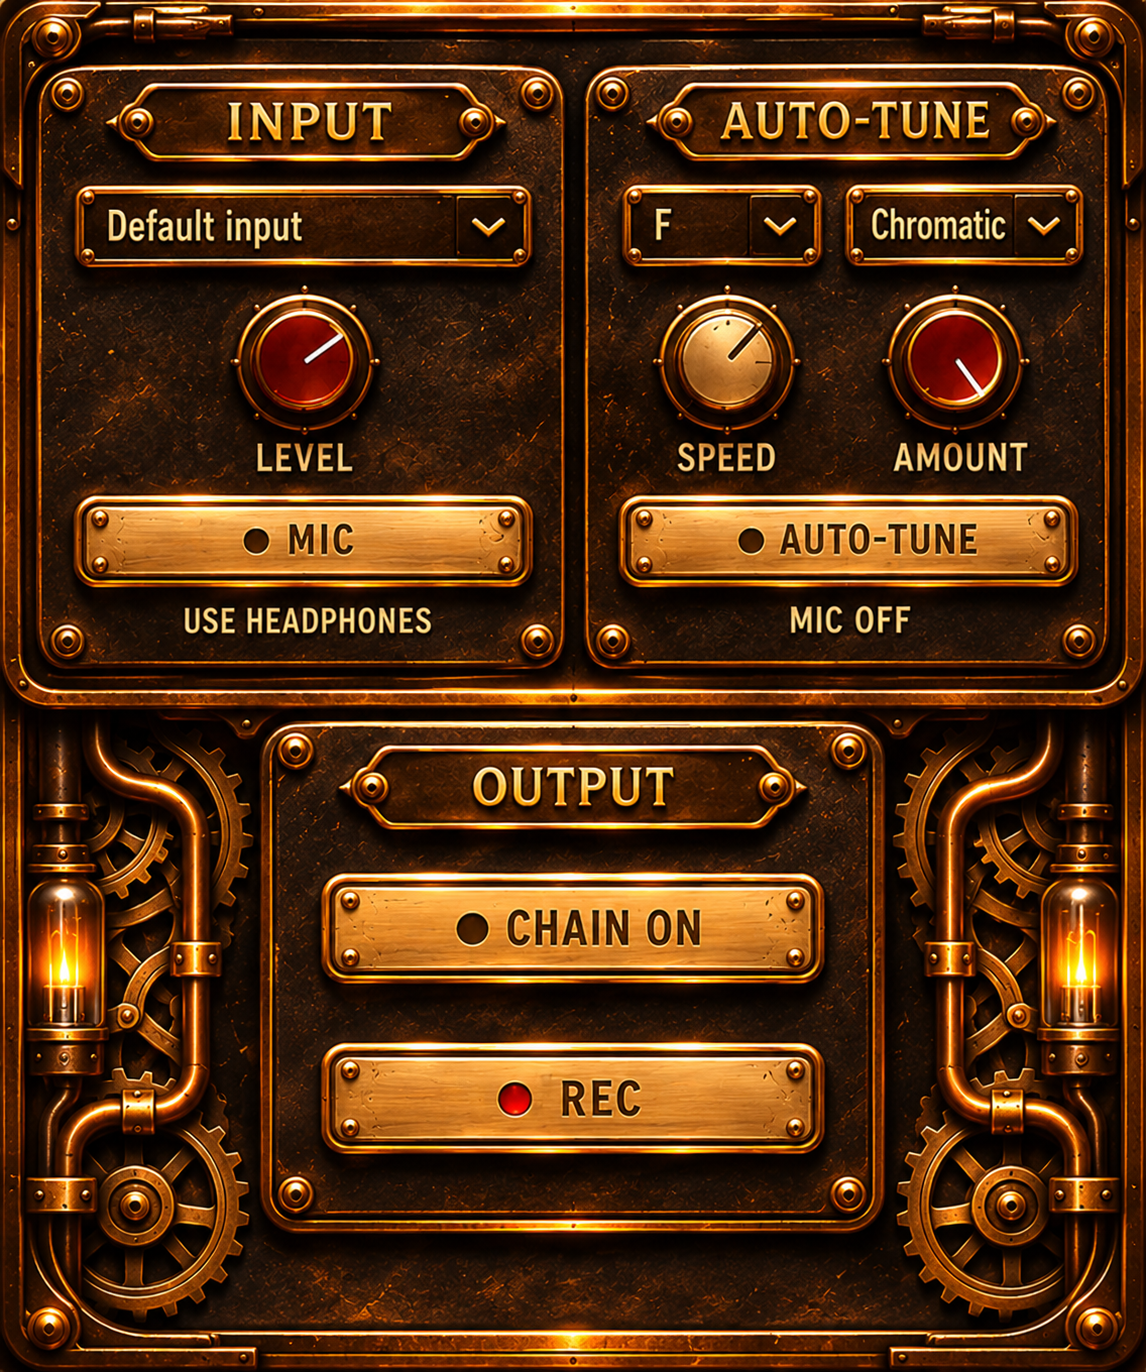 INPUT
Default input
LEVEL
MIC
USE HEADPHONES
AUTO-TUNE
F
Chromatic
SPEED
AMOUNT
AUTO-TUNE
MIC OFF
OUTPUT
CHAIN ON
REC